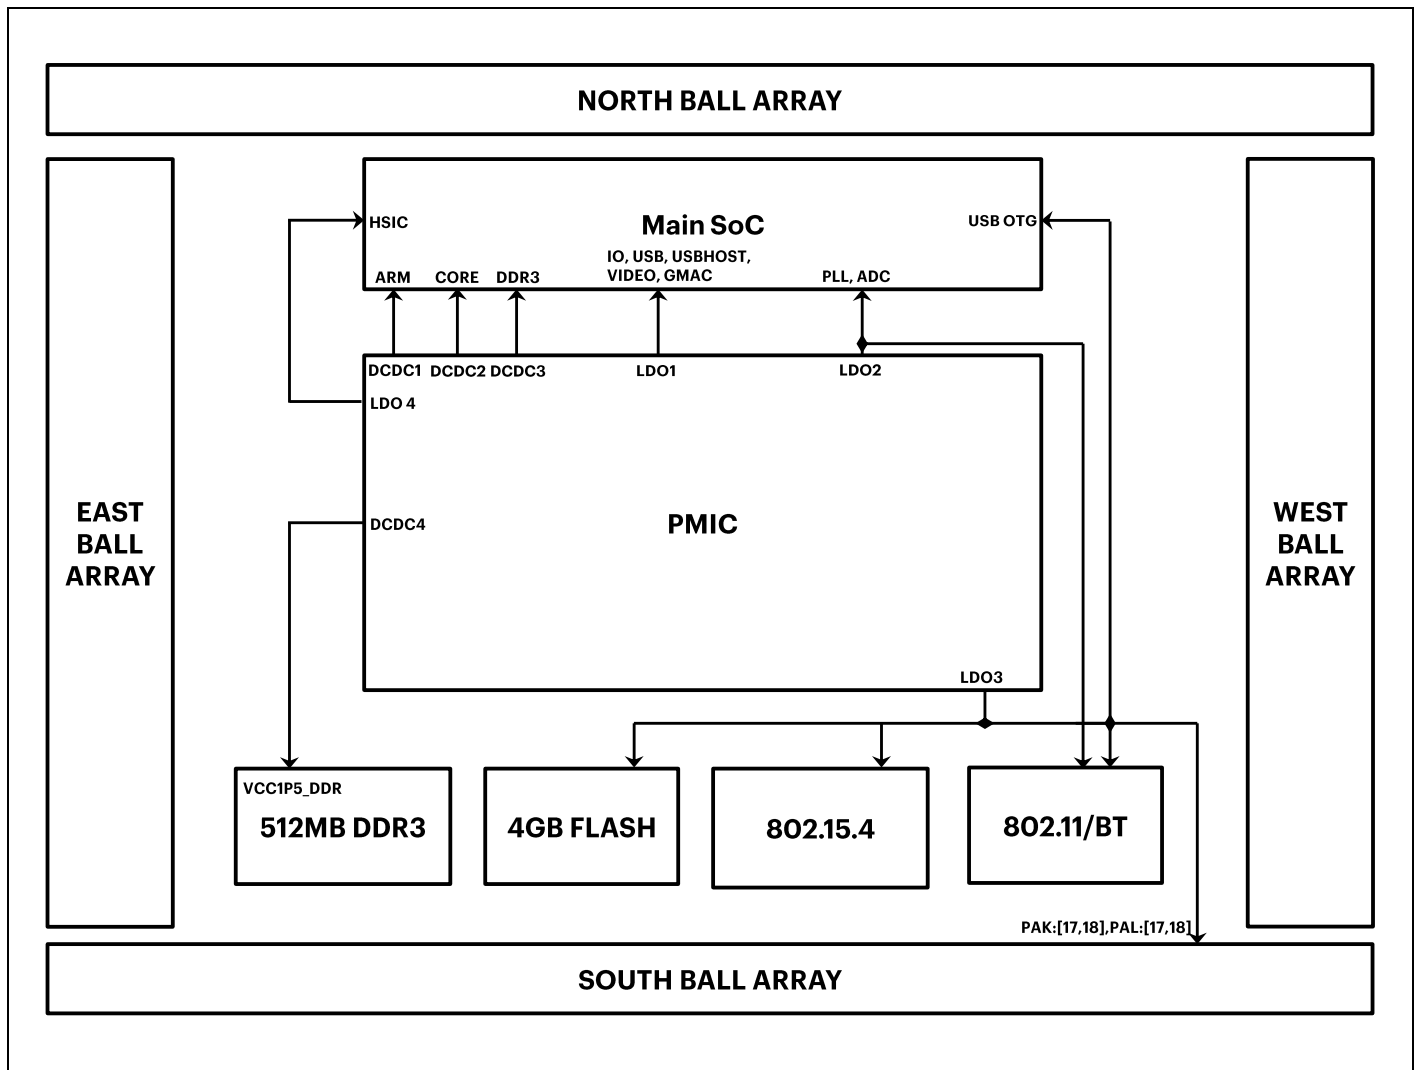 NORTH BALL ARRAY
HSIC
Main SoC
USB OTG
IO, USB, USBHOST,
VIDEO, GMAC
ARM
CORE
DDR3
PLL, ADC
DCDC1
DCDC2
DCDC3
LDO1
LDO2
LDO 4
DCDC4
PMIC
LDO3
EAST
BALL
ARRAY
WEST
BALL
ARRAY
VCC1P5_DDR
512MB DDR3
4GB FLASH
802.15.4
802.11/BT
PAK:[17,18],PAL:[17,18]
SOUTH BALL ARRAY